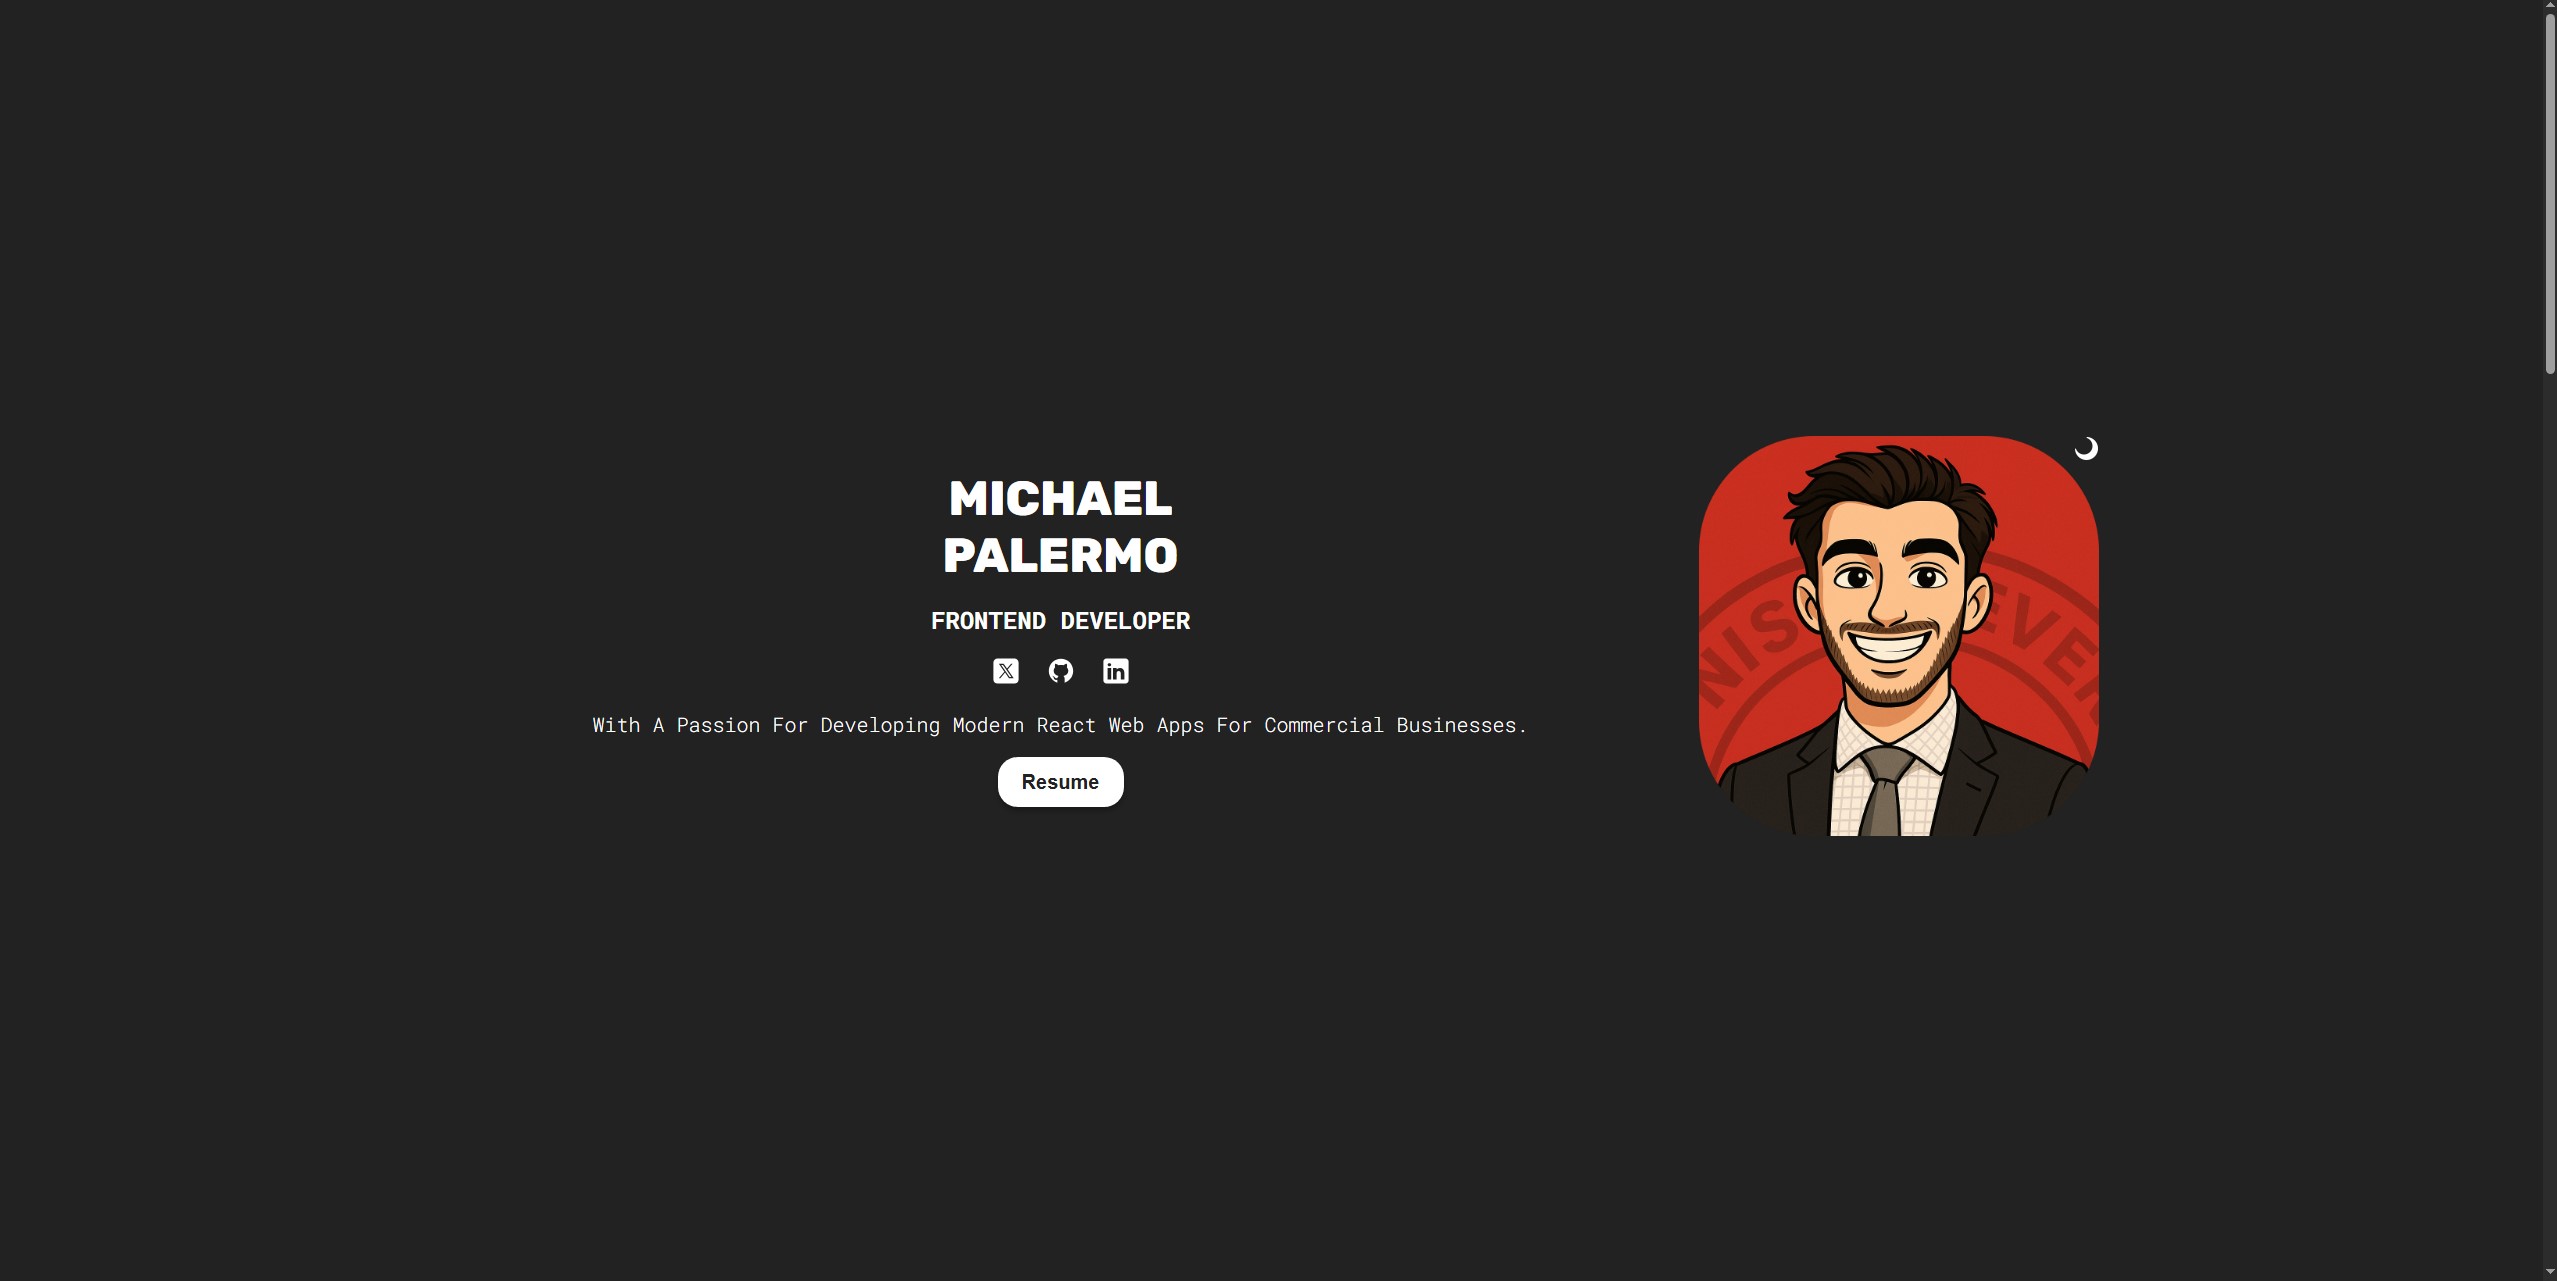 MICHAEL
PALERMO
FRONTEND DEVELOPER
With A Passion For Developing Modern React Web Apps For Commercial Businesses.
Resume